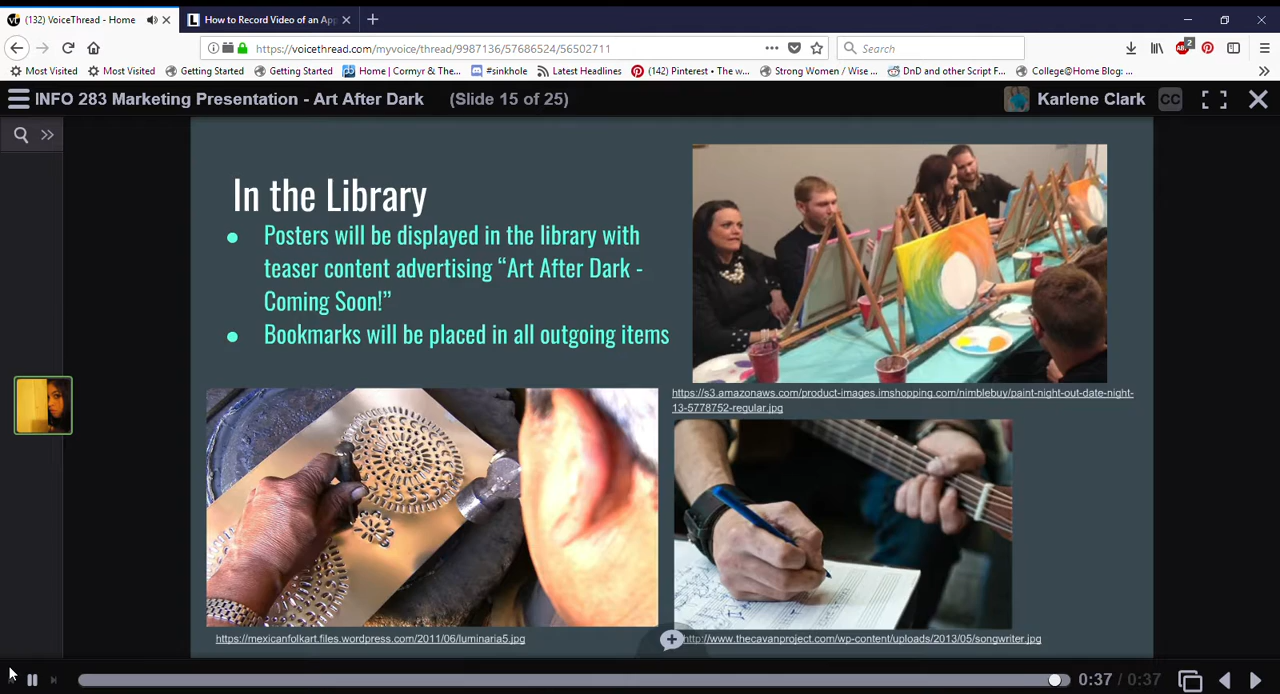 (132) VoiceThread - Home
How to Record Video of an App
https://voicethread.com/myvoice/thread/9987136/57686524/56502711
Search
2
Most Visited
Most Visited
Getting Started
Getting Started
Home | Cormyr & The...
#sinkhole
Latest Headlines
(142) Pinterest • The w...
Strong Women / Wise ...
DnD and other Script F...
College@Home Blog: ...
INFO 283 Marketing Presentation - Art After Dark (Slide 15 of 25)
Karlene Clark
CC
In the Library
Posters will be displayed in the library with
teaser content advertising “Art After Dark -
Coming Soon!”
Bookmarks will be placed in all outgoing items
https://s3.amazonaws.com/product-images.imshopping.com/nimblebuy/paint-night-out-date-night-
13-5778752-regular.jpg
https://mexicanfolkart.files.wordpress.com/2011/06/luminaria5.jpg
http://www.thecavanproject.com/wp-content/uploads/2013/05/songwriter.jpg
0:37 / 0:37